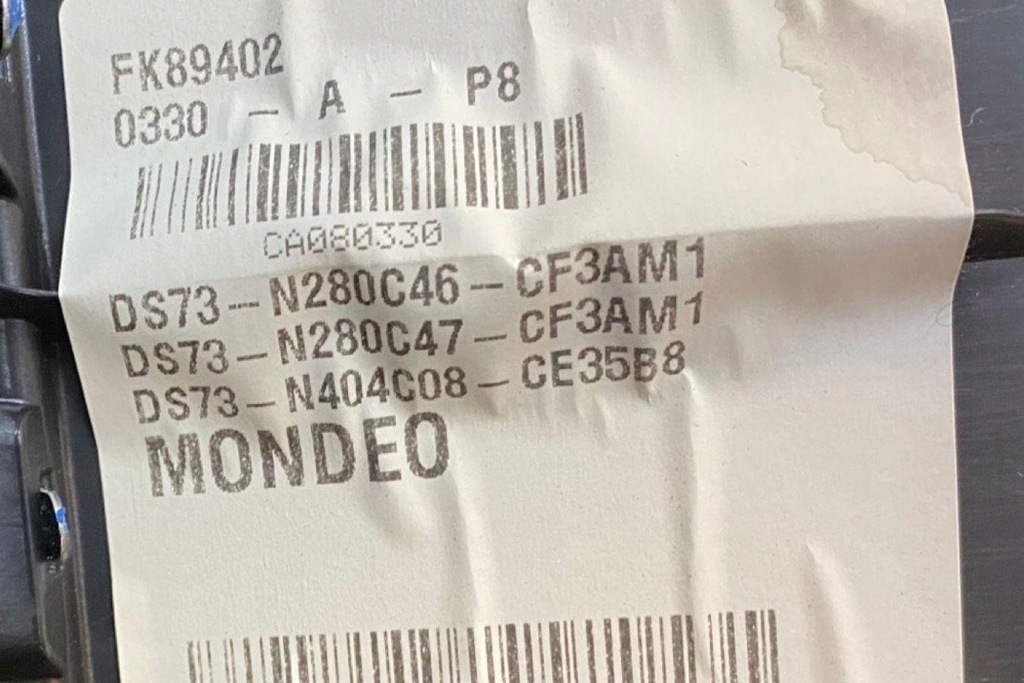 FK89402
0330 - A - P8
CA080330
DS73-N280C46-CF3AM1
DS73-N280C47-CF3AM1
DS73-N404C08-CE35B8
MONDEO